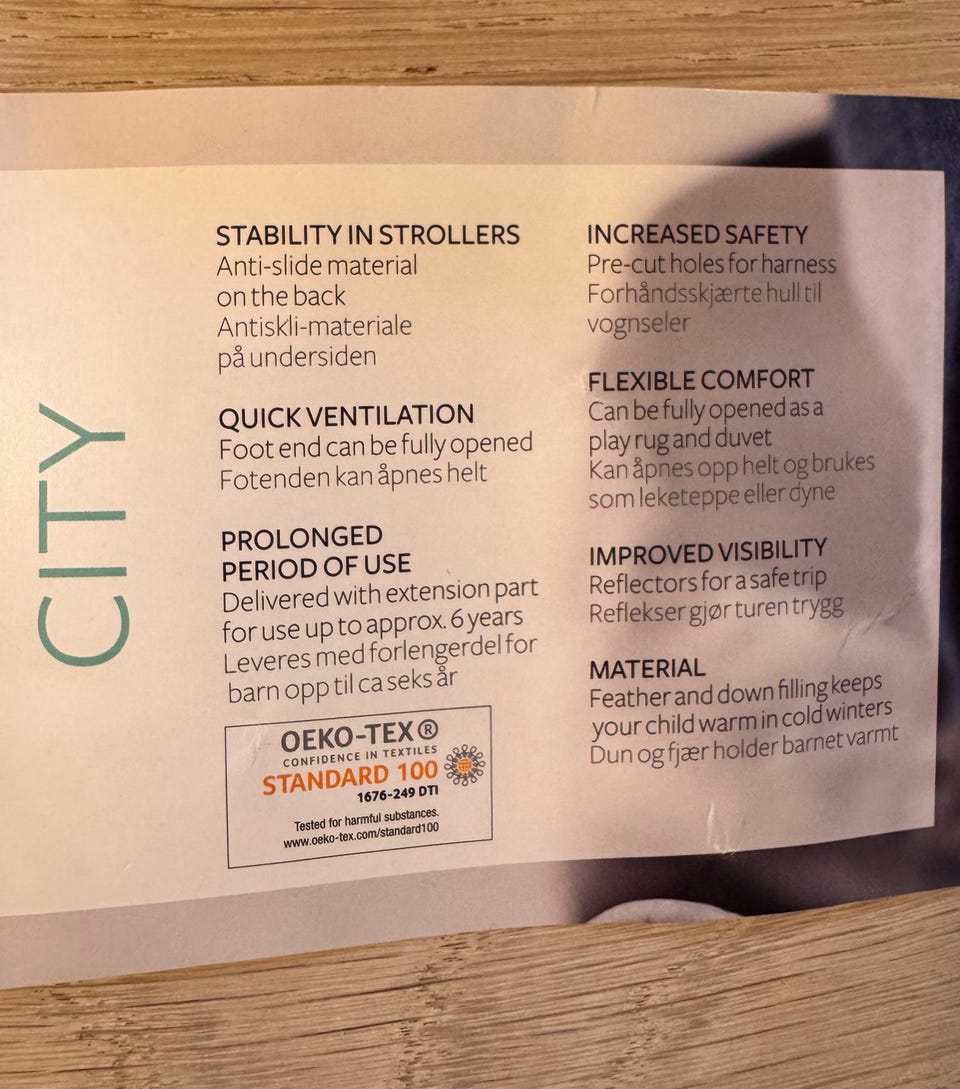 CITY
STABILITY IN STROLLERS
Anti-slide material
on the back
Antiskli-materiale
på undersiden
QUICK VENTILATION
Foot end can be fully opened
Fotenden kan åpnes helt
PROLONGED
PERIOD OF USE
Delivered with extension part
for use up to approx. 6 years
Leveres med forlengerdel for
barn opp til ca seks år
OEKO-TEX®
CONFIDENCE IN TEXTILES
STANDARD 100
1676-249 DTI
Tested for harmful substances.
www.oeko-tex.com/standard100
INCREASED SAFETY
Pre-cut holes for harness
Forhåndsskjærte hull til
vognseler
FLEXIBLE COMFORT
Can be fully opened as a
play rug and duvet
Kan åpnes opp helt og brukes
som leketeppe eller dyne
IMPROVED VISIBILITY
Reflectors for a safe trip
Reflekser gjør turen trygg
MATERIAL
Feather and down filling keeps
your child warm in cold winters
Dun og fjær holder barnet varmt